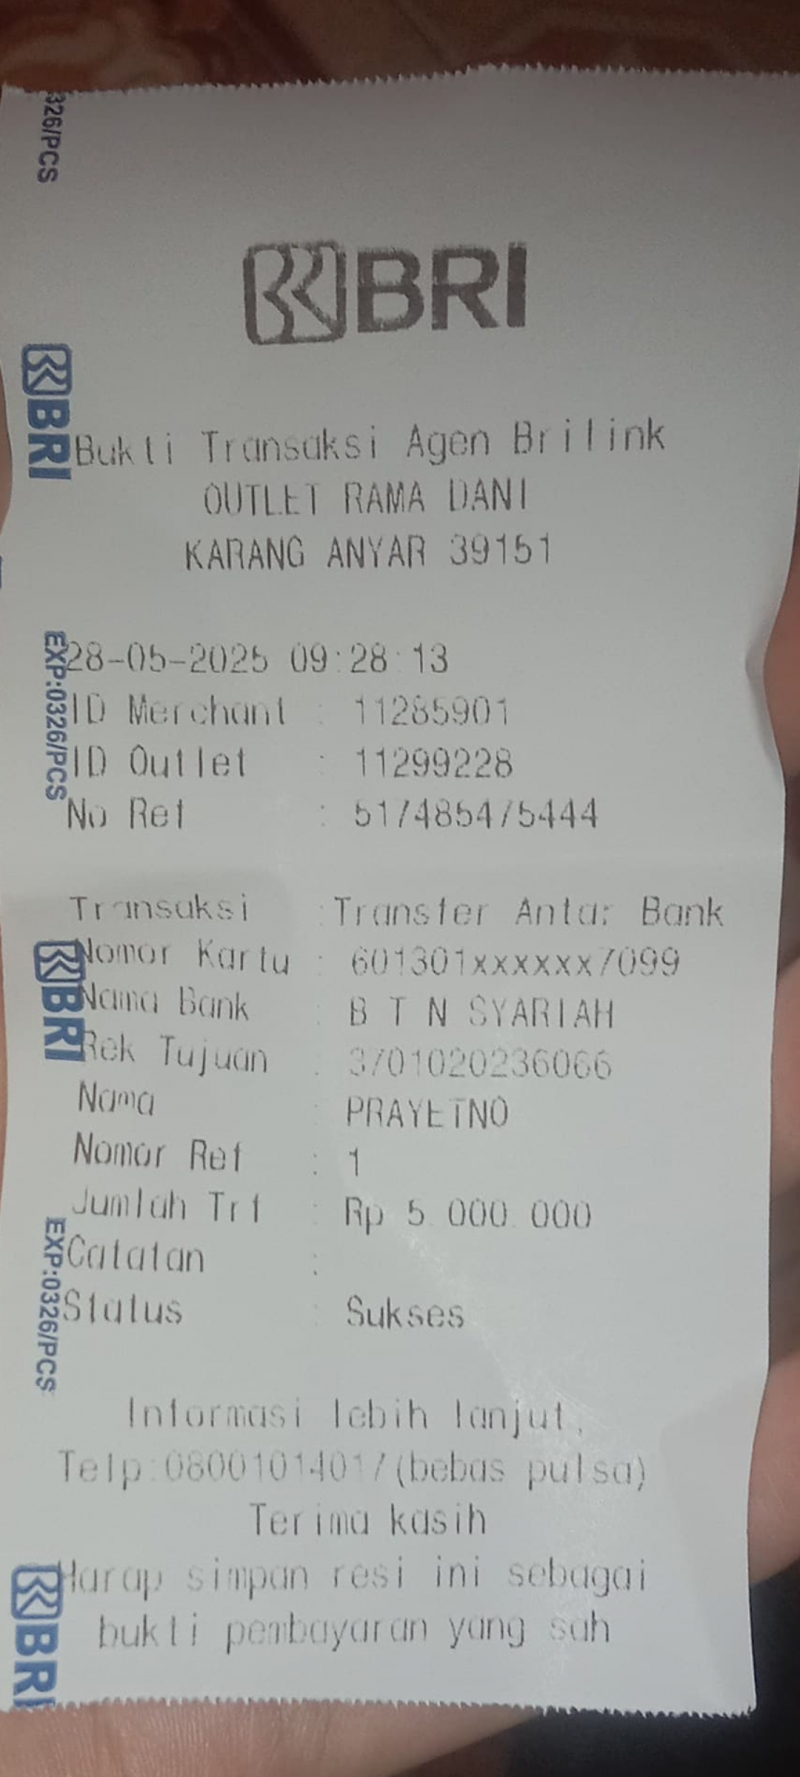 326/PCS
BRI
BRI
Bukti Transaksi Agen Brilink
OUTLET RAMA DANI
KARANG ANYAR 39151
EXP:0326/PCS
28-05-2025 09:28:13
ID Merchant : 11285901
ID Outlet : 11299228
No Ref : 517485475444
Transaksi :Transfer Antar Bank
Nomor Kartu : 601301xxxxxx7099
BRI
Nama Bank : B T N SYARIAH
Rek Tujuan : 3701020236066
Nama : PRAYETNO
Nomor Ref : 1
Jumlah Trf : Rp 5.000.000
EXP:0326/PCS
Catatan :
Status : Sukses
Informasi lebih lanjut,
Telp:08001014017(bebas pulsa)
Terima kasih
Harap simpan resi ini sebagai
BRI
bukti pembayaran yang sah